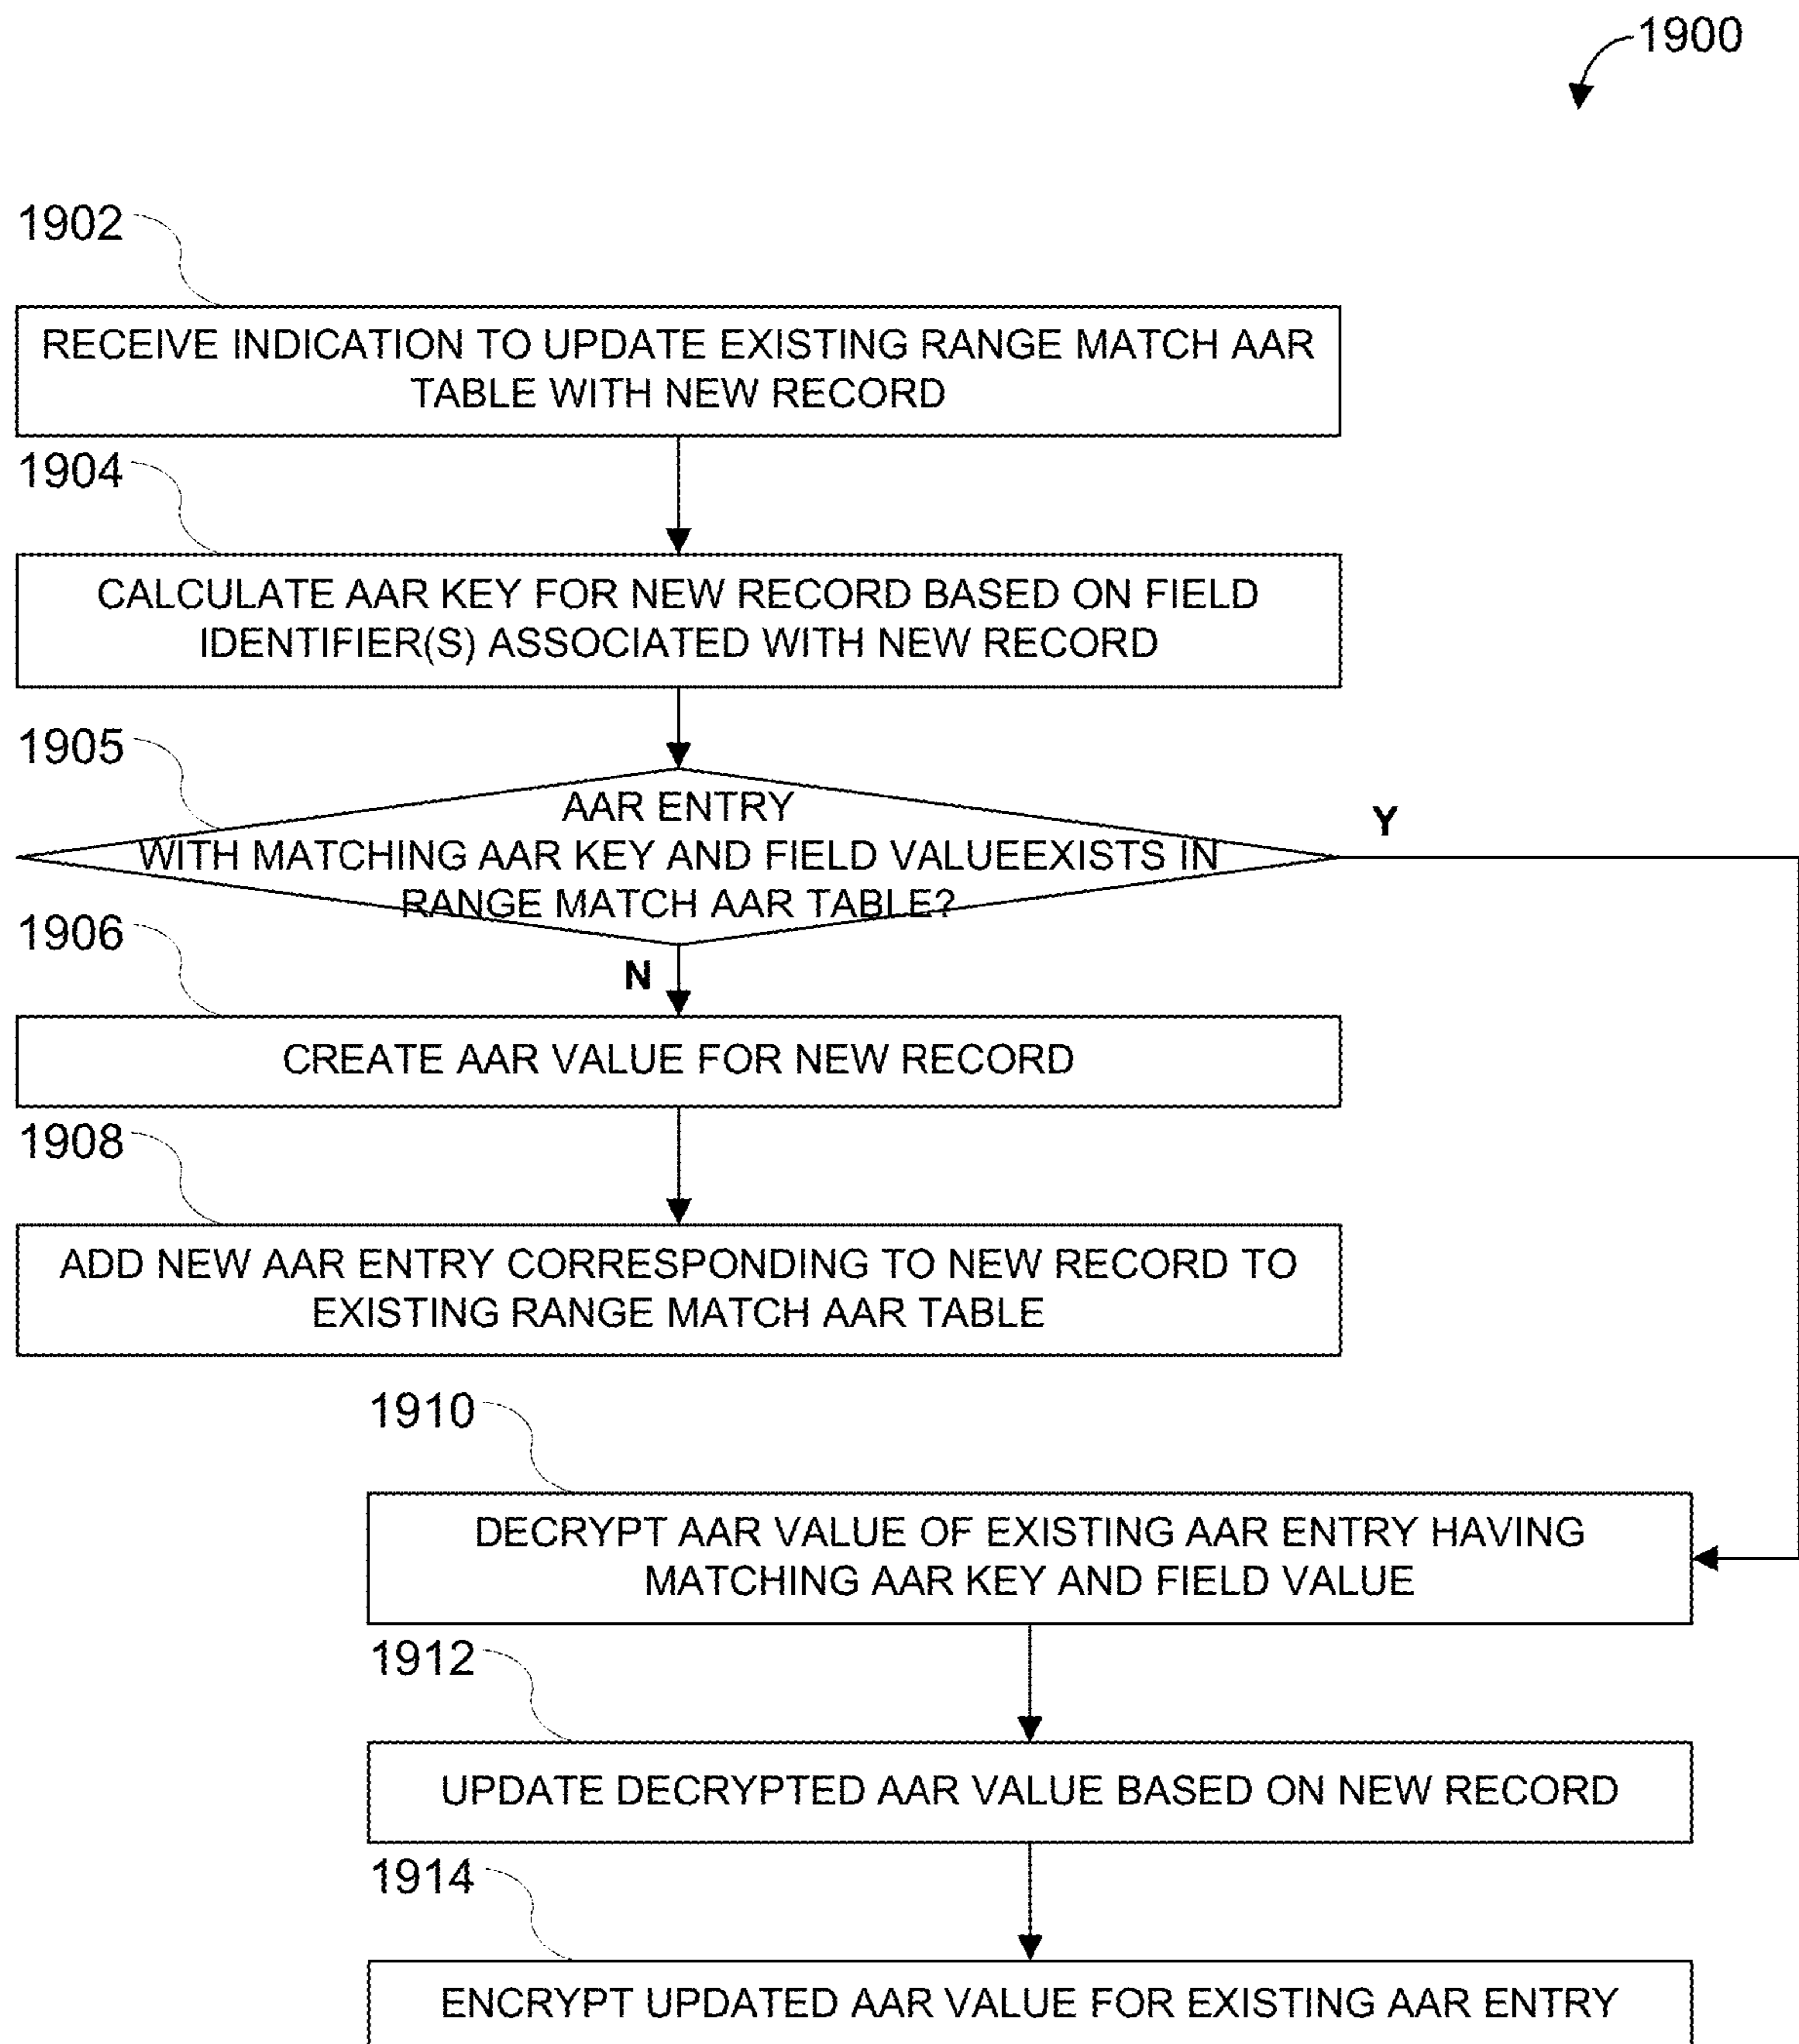 1900
1902
RECEIVE INDICATION TO UPDATE EXISTING RANGE MATCH AAR
TABLE WITH NEW RECORD
1904
CALCULATE AAR KEY FOR NEW RECORD BASED ON FIELD
IDENTIFIER(S) ASSOCIATED WITH NEW RECORD
1905
AAR ENTRY
WITH MATCHING AAR KEY AND FIELD VALUEEXISTS IN
RANGE MATCH AAR TABLE?
Y
1906
N
CREATE AAR VALUE FOR NEW RECORD
1908
ADD NEW AAR ENTRY CORRESPONDING TO NEW RECORD TO
EXISTING RANGE MATCH AAR TABLE
1910
DECRYPT AAR VALUE OF EXISTING AAR ENTRY HAVING
MATCHING AAR KEY AND FIELD VALUE
1912
UPDATE DECRYPTED AAR VALUE BASED ON NEW RECORD
1914
ENCRYPT UPDATED AAR VALUE FOR EXISTING AAR ENTRY